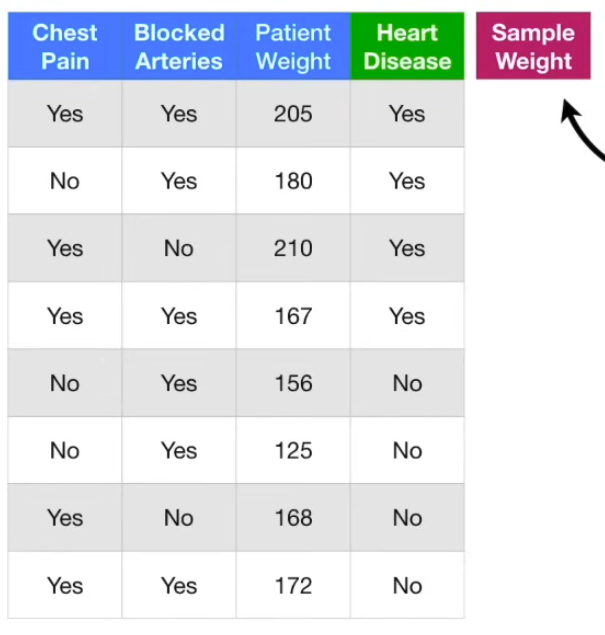 Chest Pain Blocked Arteries Patient Weight Heart Disease Sample Weight
Yes Yes 205 Yes
No Yes 180 Yes
Yes No 210 Yes
Yes Yes 167 Yes
No Yes 156 No
No Yes 125 No
Yes No 168 No
Yes Yes 172 No